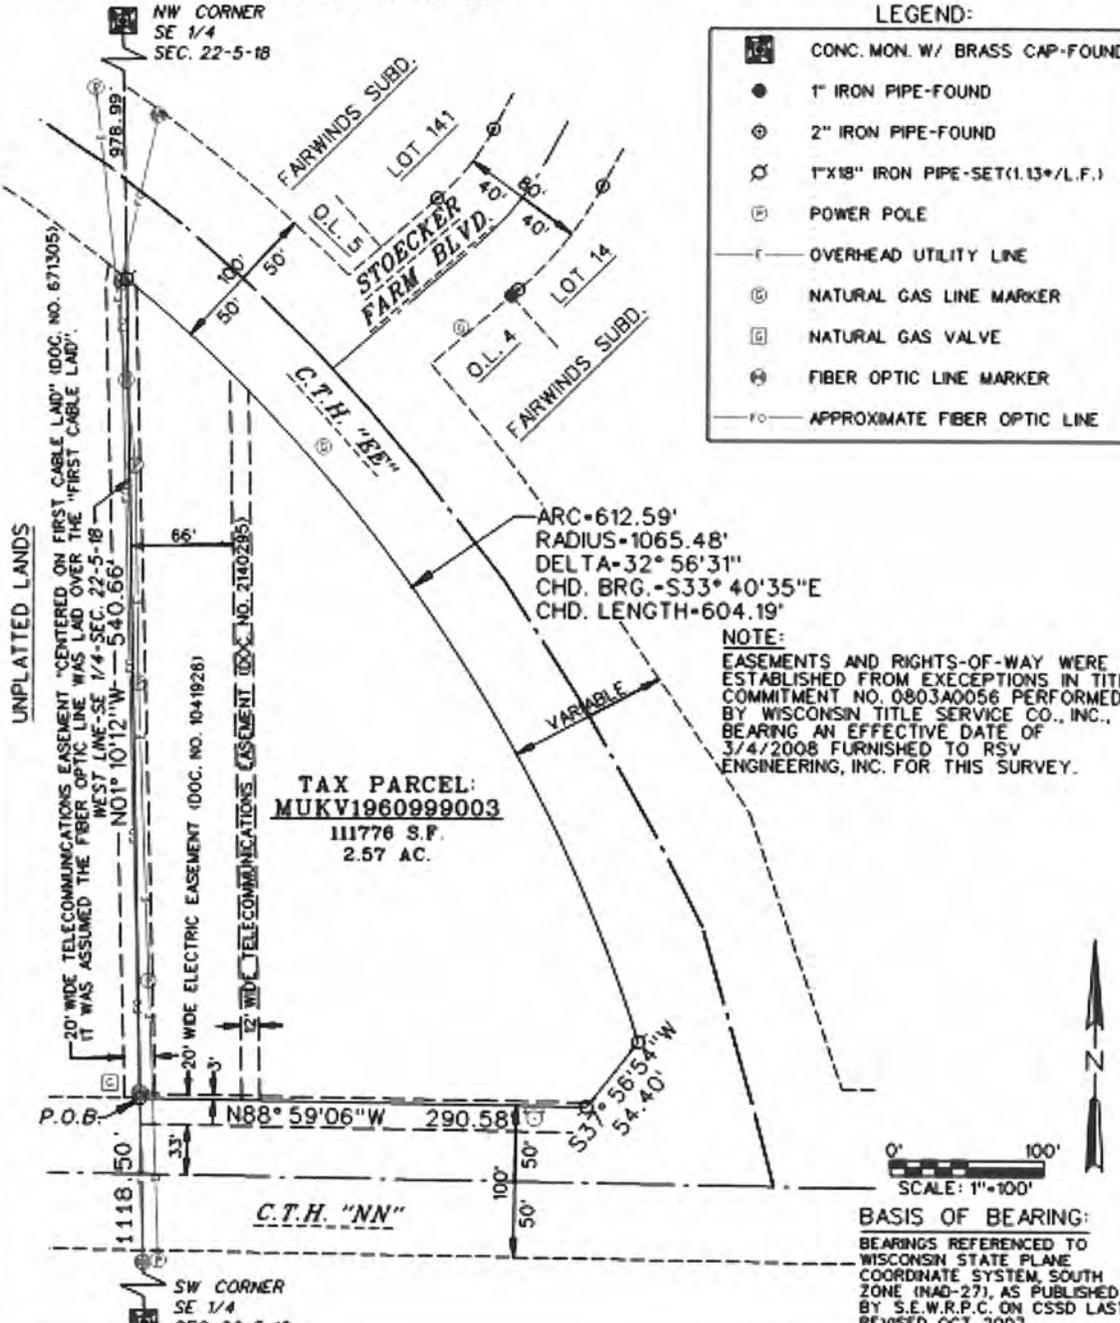 NW CORNER
SE 1/4
SEC. 22-5-18
978.99'
FAIRWINDS SUBD.
LOT 141
O.L. 5
STOECKER
FARM BLVD.
40'
80'
40'
LOT 14
O.L. 4
FAIRWINDS SUBD.
100'
50'
50'
C.T.H. "EE"
LEGEND:
CONC. MON. W/ BRASS CAP-FOUND
1" IRON PIPE-FOUND
2" IRON PIPE-FOUND
1"X18" IRON PIPE-SET(1.13#/L.F.)
P POWER POLE
E OVERHEAD UTILITY LINE
G NATURAL GAS LINE MARKER
G NATURAL GAS VALVE
FIBER OPTIC LINE MARKER
FO APPROXIMATE FIBER OPTIC LINE
ARC=612.59'
RADIUS=1065.48'
DELTA=32° 56'31"
CHD. BRG.=S33° 40'35"E
CHD. LENGTH=604.19'
NOTE:
EASEMENTS AND RIGHTS-OF-WAY WERE
ESTABLISHED FROM EXECEPTIONS IN TITL
COMMITMENT NO. 0803A0056 PERFORMED
BY WISCONSIN TITLE SERVICE CO., INC.,
BEARING AN EFFECTIVE DATE OF
3/4/2008 FURNISHED TO RSV
ENGINEERING, INC. FOR THIS SURVEY.
VARIABLE
UNPLATTED LANDS
20' WIDE TELECOMMUNICATIONS EASEMENT "CENTERED ON FIRST CABLE LAID" (DOC. NO. 671305)
IT WAS ASSUMED THE FIBER OPTIC LINE WAS LAID OVER THE "FIRST CABLE LAID".
WEST LINE-SE 1/4-SEC. 22-5-18
N01° 10'12"W 540.66'
66'
20' WIDE ELECTRIC EASEMENT (DOC. NO. 1041928)
12' WIDE TELECOMMUNICATIONS EASEMENT (DOC. NO. 2140295)
TAX PARCEL:
MUKV1960999003
111776 S.F.
2.57 AC.
3'
P.O.B.
N88° 59'06"W 290.58'
S37° 56'54"W
54.40'
33'
50'
100'
50'
1118.50'
C.T.H. "NN"
SW CORNER
SE 1/4
N
0' 100'
SCALE: 1"=100'
BASIS OF BEARING:
BEARINGS REFERENCED TO
WISCONSIN STATE PLANE
COORDINATE SYSTEM, SOUTH
ZONE (NAD-27), AS PUBLISHED
BY S.E.W.R.P.C. ON CSSD LAS
REVISED OCT.